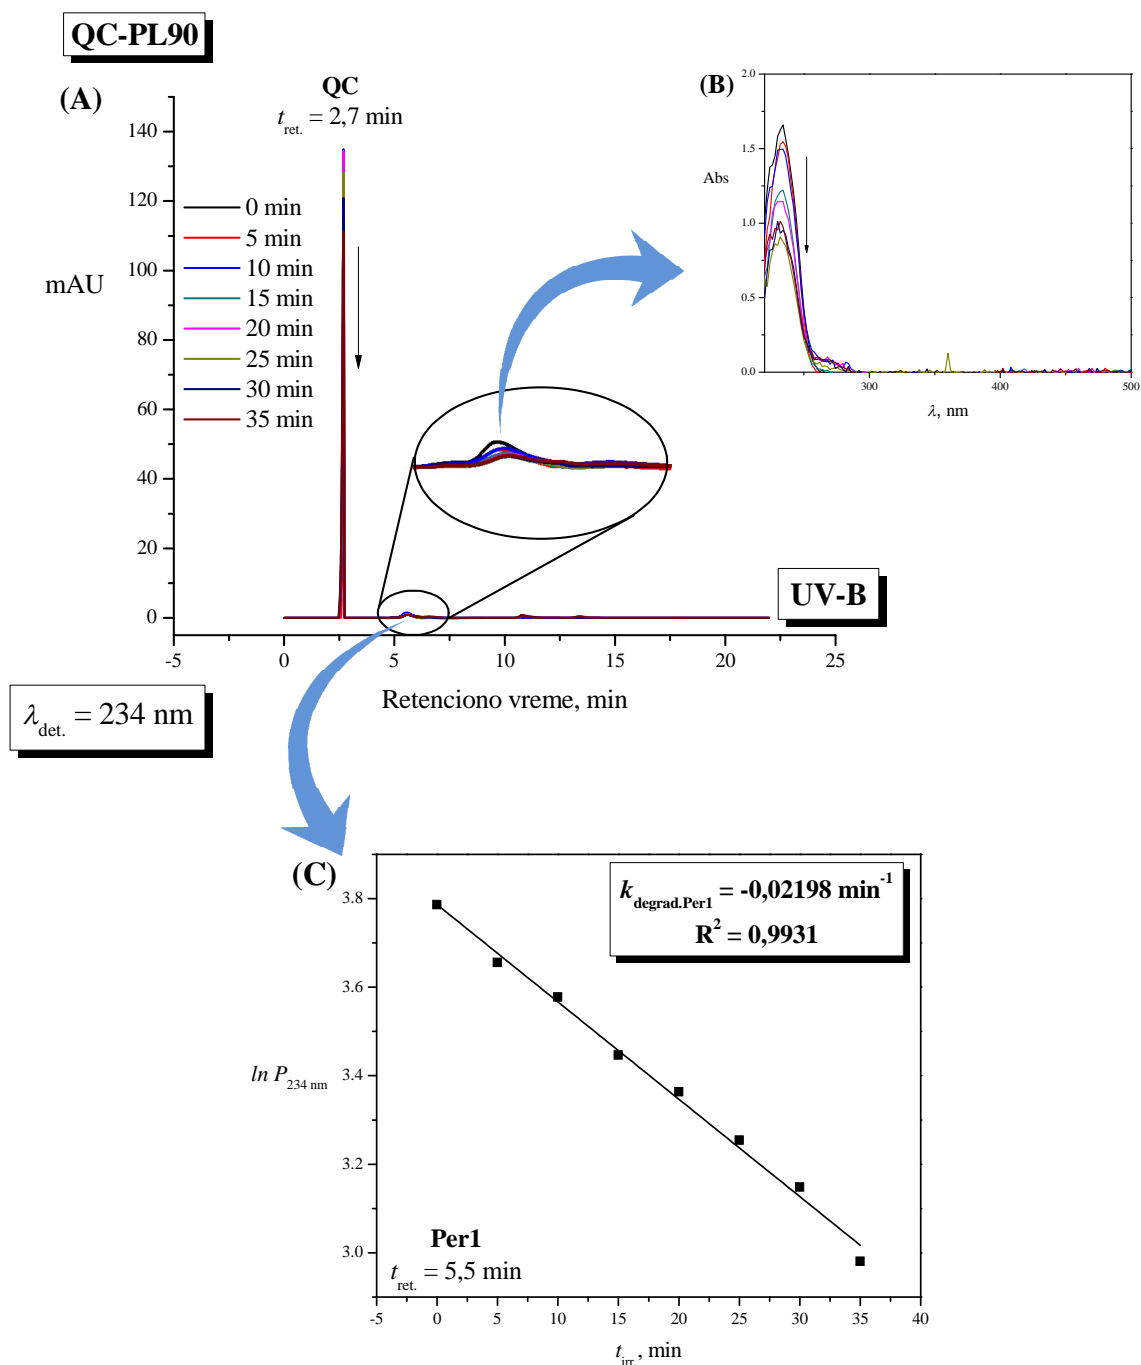 QC-PL90
(A)
QC
t ret. = 2,7 min
140
120
100
80
60
40
20
0
mAU
0 min
5 min
10 min
15 min
20 min
25 min
30 min
35 min
-5
0
5
10
15
20
25
Retenciono vreme, min
UV-B
(B)
2.0
1.5
1.0
0.5
0.0
Abs
300
400
500
λ, nm
λdet. = 234 nm
(C)
kdegrad.Per1 = -0,02198 min-1
R2 = 0,9931
3.8
3.6
3.4
3.2
3.0
ln P234 nm
Per1
tret. = 5,5 min
-5
0
5
10
15
20
25
30
35
40
tirr., min